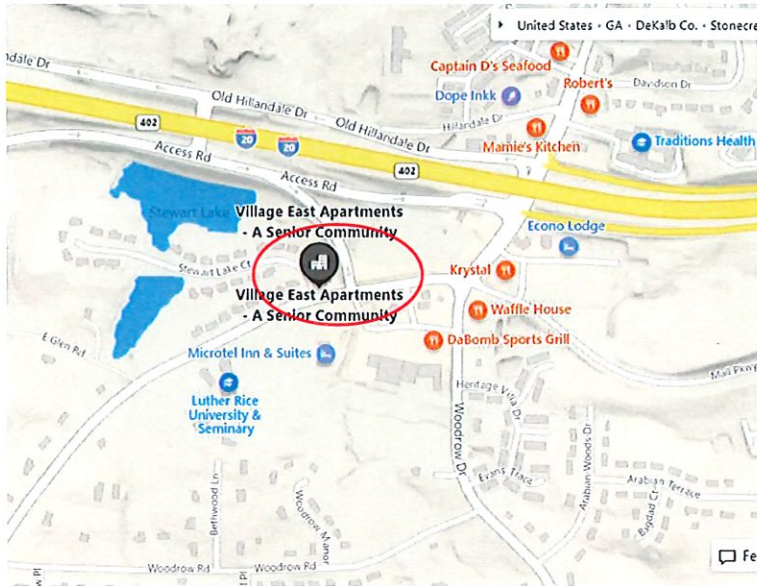 United States · GA · DeKalb Co. · Stonecre
Captain D's Seafood
Robert's
Davidson Dr
Dope Inkk
Hillandale Dr
Mamie's Kitchen
Traditions Health
Old Hillandale Dr
Old Hillandale Dr
402
20
20
402
Access Rd
Access Rd
Stewart Lake
Village East Apartments
- A Senior Community
Econo Lodge
Stewart Lake Ct
Krystal
Village East Apartments
- A Senior Community
Waffle House
E Glen Rd
DaBomb Sports Grill
Microtel Inn & Suites
Mall Pkwy
Luther Rice
University &
Seminary
Heritage Villa Dr
Woodrow Dr
Evans Trace
Arabian Woods Dr
Arabian Terrace
Bagdad Ct
Bethwood Ln
Woodrow Manor
Woodrow Rd
Woodrow Rd
Pl
Fe